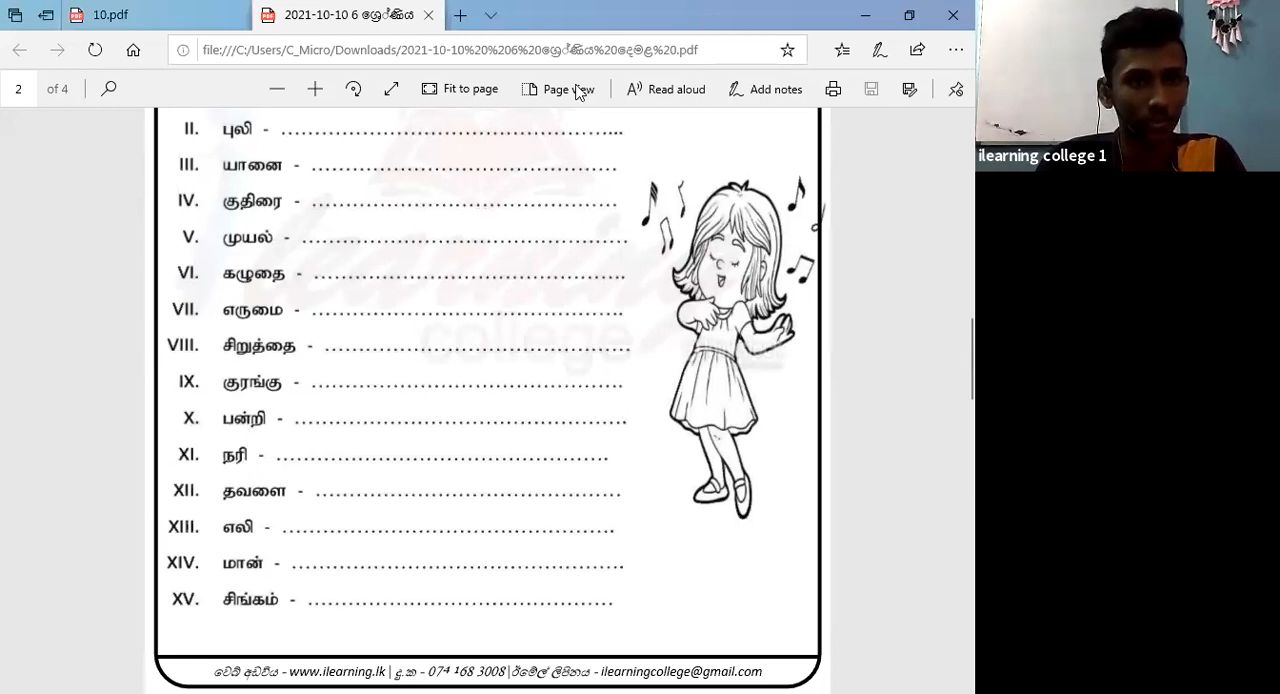 10.pdf
2021-10-10 6 ශ්‍රේණිය
file:///C:/Users/C_Micro/Downloads/2021-10-10%20%206%20ශ්‍රේණිය%20දෙමළ%20.pdf
2 of 4
Fit to page
Page view
Read aloud
Add notes
II. புலி - ......................................................
III. யானை - ..................................................
IV. குதிரை - ..................................................
V. முயல் - .....................................................
VI. கழுதை - ...................................................
VII. எருமை - ...................................................
VIII. சிறுத்தை - ..................................................
IX. குரங்கு - ...................................................
X. பன்றி - ......................................................
XI. நரி - ......................................................
XII. தவளை - ..................................................
XIII. எலி - ......................................................
XIV. மான் - ......................................................
XV. சிங்கம் - ..................................................
college
වෙබ් අඩවිය - www.ilearning.lk | දු.ක - 074 168 3008|ඊමේල් ලිපිනය - ilearningcollege@gmail.com
ilearning college 1